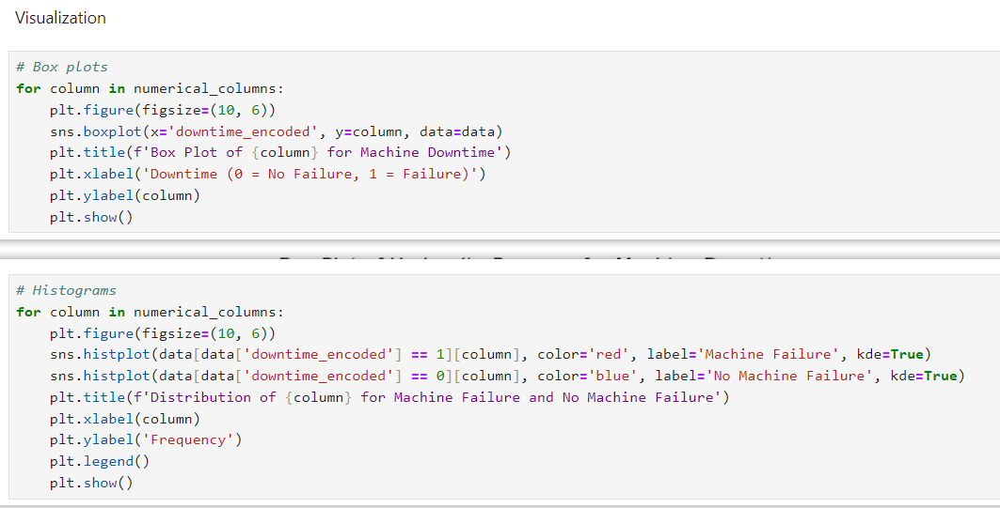 Visualization
# Box plots
for column in numerical_columns:
    plt.figure(figsize=(10, 6))
    sns.boxplot(x='downtime_encoded', y=column, data=data)
    plt.title(f'Box Plot of {column} for Machine Downtime')
    plt.xlabel('Downtime (0 = No Failure, 1 = Failure)')
    plt.ylabel(column)
    plt.show()
# Histograms
for column in numerical_columns:
    plt.figure(figsize=(10, 6))
    sns.histplot(data[data['downtime_encoded'] == 1][column], color='red', label='Machine Failure', kde=True)
    sns.histplot(data[data['downtime_encoded'] == 0][column], color='blue', label='No Machine Failure', kde=True)
    plt.title(f'Distribution of {column} for Machine Failure and No Machine Failure')
    plt.xlabel(column)
    plt.ylabel('Frequency')
    plt.legend()
    plt.show()